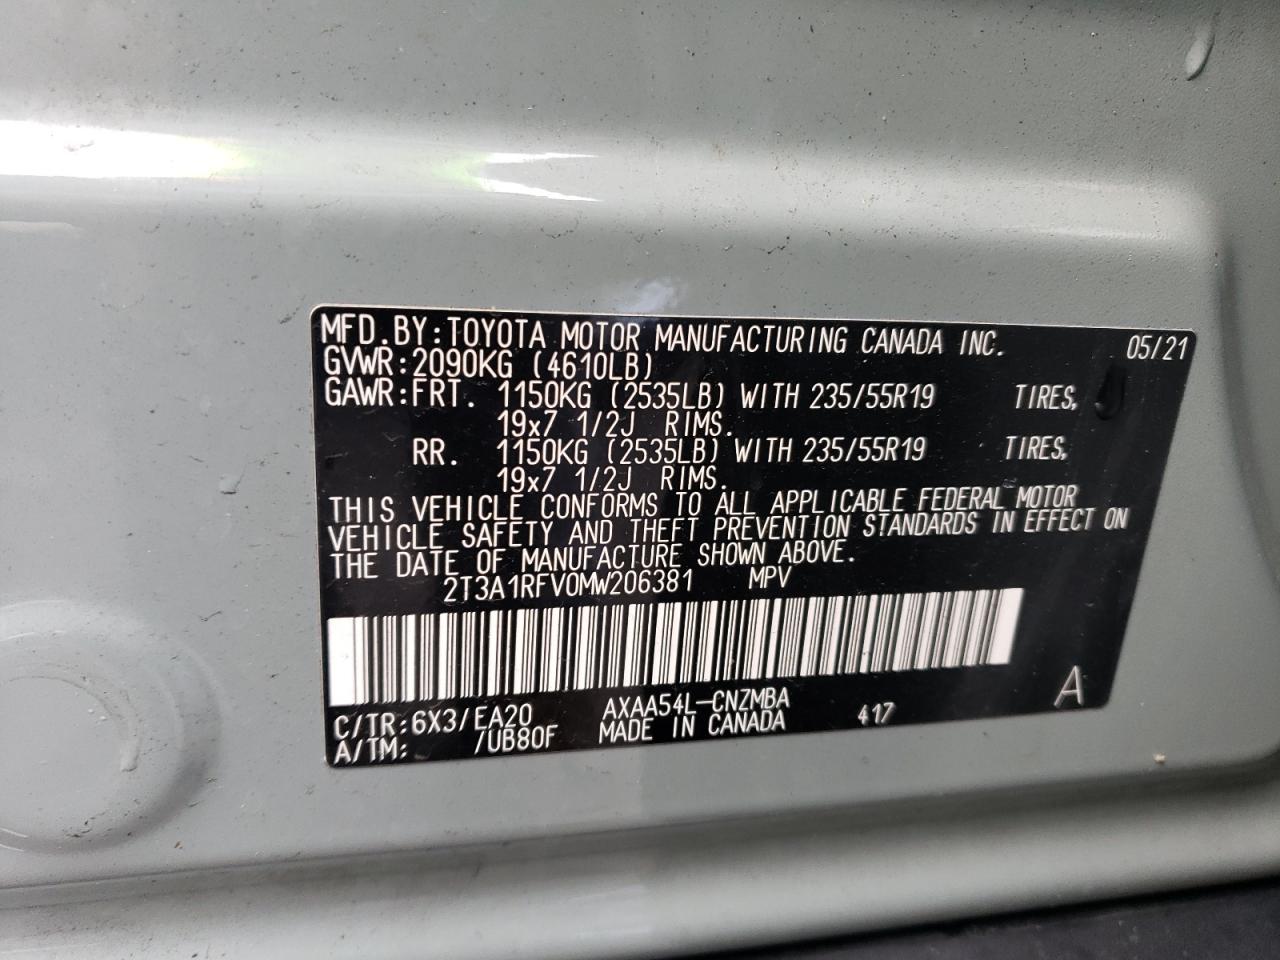 MFD.BY:TOYOTA MOTOR MANUFACTURING CANADA INC. 05/21
GVWR:2090KG (4610LB)
GAWR:FRT. 1150KG (2535LB) WITH 235/55R19 TIRES,
19x7 1/2J RIMS.
RR. 1150KG (2535LB) WITH 235/55R19 TIRES,
19x7 1/2J RIMS.
THIS VEHICLE CONFORMS TO ALL APPLICABLE FEDERAL MOTOR
VEHICLE SAFETY AND THEFT PREVENTION STANDARDS IN EFFECT ON
THE DATE OF MANUFACTURE SHOWN ABOVE.
2T3A1RFV0MW206381 MPV
C/TR:6X3/EA20 AXAA54L-CNZMBA A
A/TM: /UB80F MADE IN CANADA 417